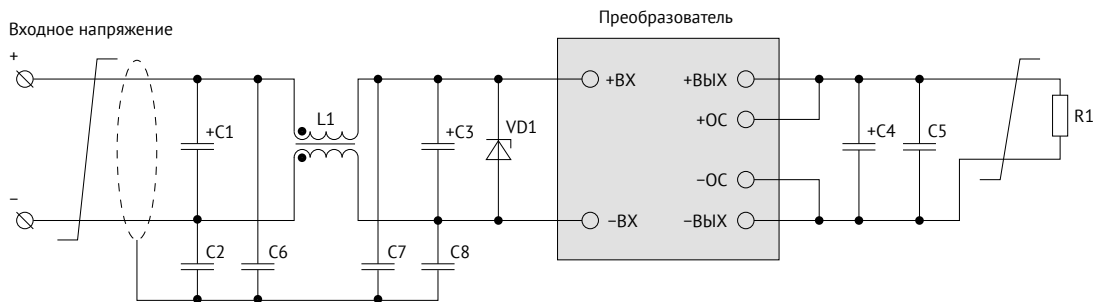 Преобразователь
Входное напряжение
+
+ВХ
+ВЫХ
+ОС
R1
+C1
L1
+C3
VD1
+C4
C5
−ОС
−
−ВХ
−ВЫХ
C2
C6
C7
C8